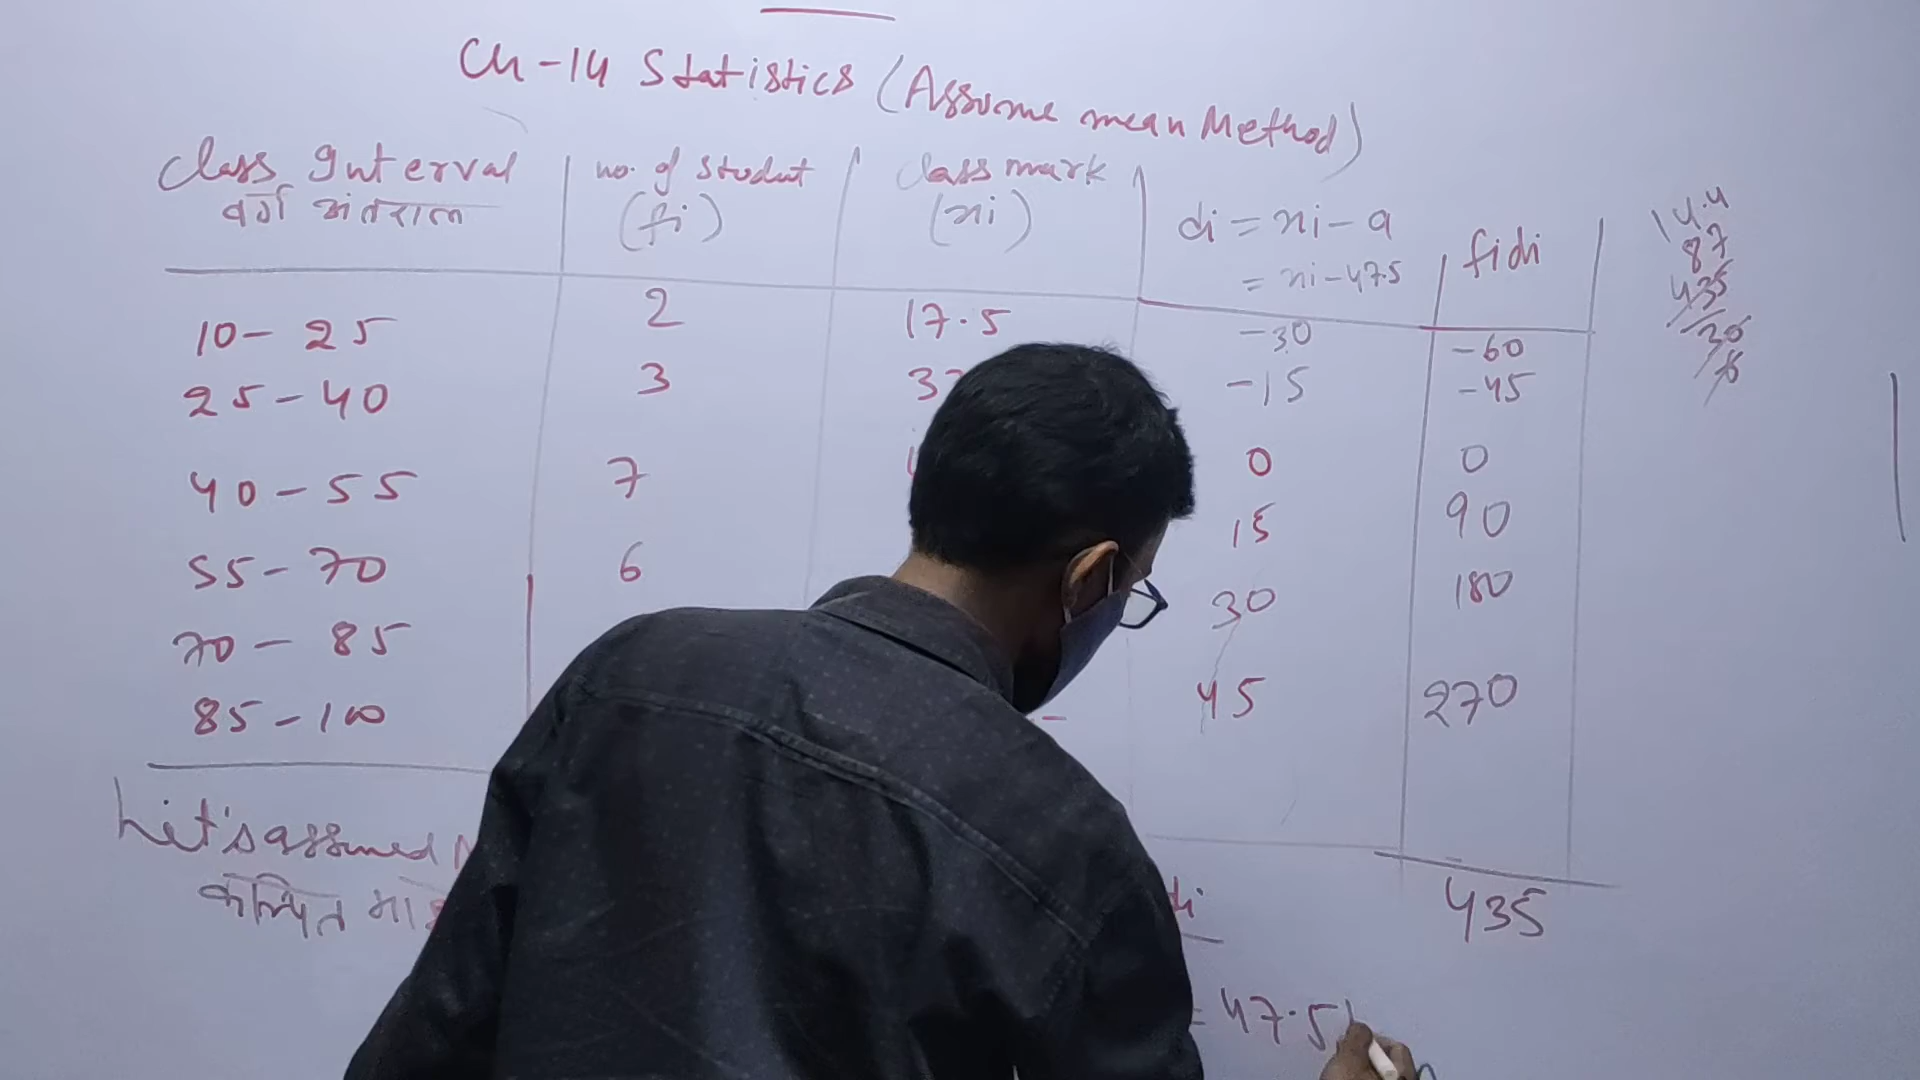 Ch-14 Statistics (Assume mean Method)
Class Interval no. of student class mark
वर्ग अंतराल (fi) (xi) di = xi - a fidi
= xi - 47.5
10 - 25 2 17.5 -30 -60
25 - 40 3 -15 -45
40 - 55 7 0 0
55 - 70 6 15 90
70 - 85 30 180
85 - 100 45 270
Let's assumed
कल्पित
435
= 47.5
14.5
87
435
30